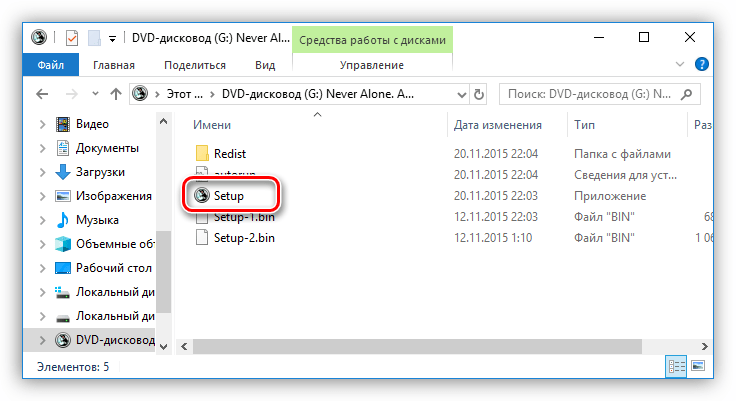 DVD-дисковод (G:) Never Al...
Средства работы с дисками
Файл
Главная
Поделиться
Вид
Управление
Этот ...
DVD-дисковод (G:) Never Alone. A...
Поиск: DVD-дисковод (G:) N...
Имени
Дата изменения
Тип
Раз
Видео
Документы
Загрузки
Изображения
Музыка
Объемные объ
Рабочий стол
Локальный ди
Локальный ди
DVD-дисковод
Redist
20.11.2015 22:04
Папка с файлами
autorun
20.11.2015 22:04
Сведения для уст...
Setup
20.11.2015 22:03
Приложение
Setup-1.bin
12.11.2015 22:03
Файл "BIN"
68
Setup-2.bin
12.11.2015 1:10
Файл "BIN"
1 06
Элементов: 5